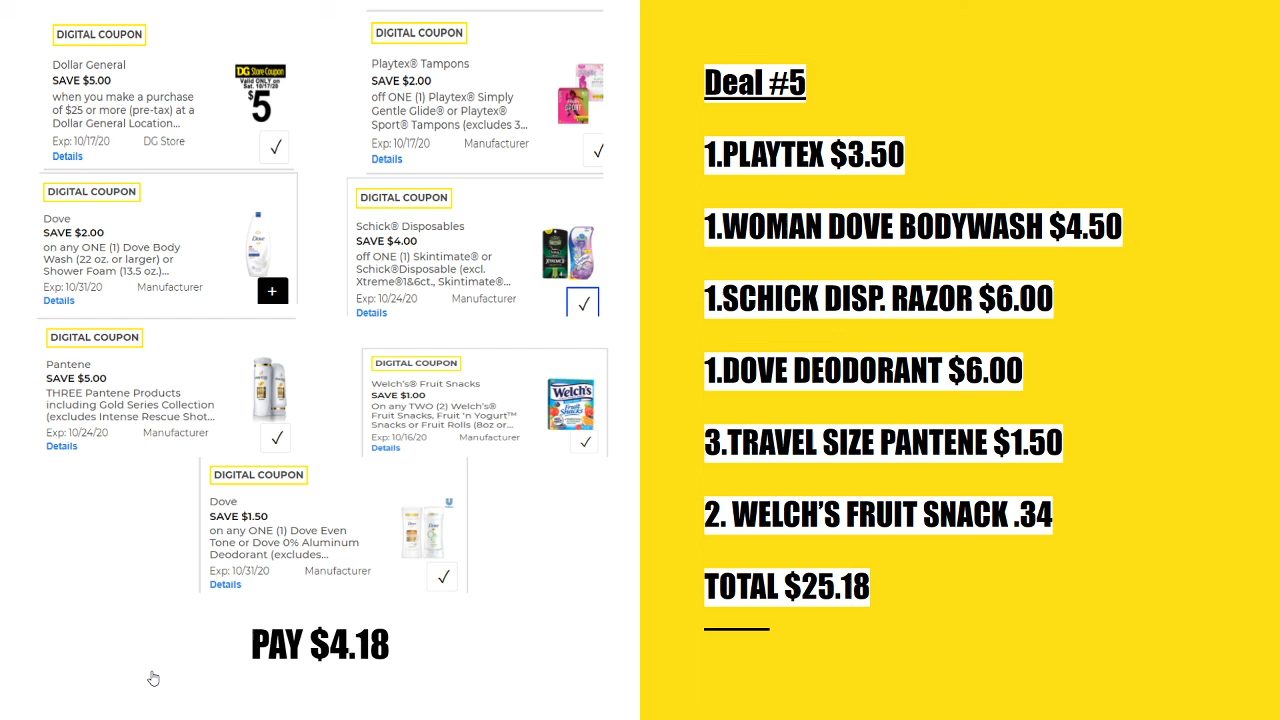 DIGITAL COUPON
Dollar General
SAVE $5.00
when you make a purchase
of $25 or more (pre-tax) at a
Dollar General Location...
Exp: 10/17/20 DG Store
Details
DG Store Coupon
Valid ONLY on
Sat. 10/17/20
$5
DIGITAL COUPON
Playtex® Tampons
SAVE $2.00
off ONE (1) Playtex® Simply
Gentle Glide® or Playtex®
Sport® Tampons (excludes 3...
Exp: 10/17/20 Manufacturer
Details
DIGITAL COUPON
Dove
SAVE $2.00
on any ONE (1) Dove Body
Wash (22 oz. or larger) or
Shower Foam (13.5 oz.)...
Exp: 10/31/20 Manufacturer
Details
DIGITAL COUPON
Schick® Disposables
SAVE $4.00
off ONE (1) Skintimate® or
Schick®Disposable (excl.
Xtreme®1&6ct., Skintimate®...
Exp: 10/24/20 Manufacturer
Details
DIGITAL COUPON
Pantene
SAVE $5.00
THREE Pantene Products
including Gold Series Collection
(excludes Intense Rescue Shot...
Exp: 10/24/20 Manufacturer
Details
DIGITAL COUPON
Welch's® Fruit Snacks
SAVE $1.00
On any TWO (2) Welch's®
Fruit Snacks, Fruit 'n Yogurt™
Snacks or Fruit Rolls (8oz or...
Exp: 10/16/20 Manufacturer
Details
Welch's
Fruit
Snacks
DIGITAL COUPON
Dove
SAVE $1.50
on any ONE (1) Dove Even
Tone or Dove 0% Aluminum
Deodorant (excludes...
Exp: 10/31/20 Manufacturer
Details
PAY $4.18
Deal #5
1.PLAYTEX $3.50
1.WOMAN DOVE BODYWASH $4.50
1.SCHICK DISP. RAZOR $6.00
1.DOVE DEODORANT $6.00
3.TRAVEL SIZE PANTENE $1.50
2. WELCH’S FRUIT SNACK .34
TOTAL $25.18